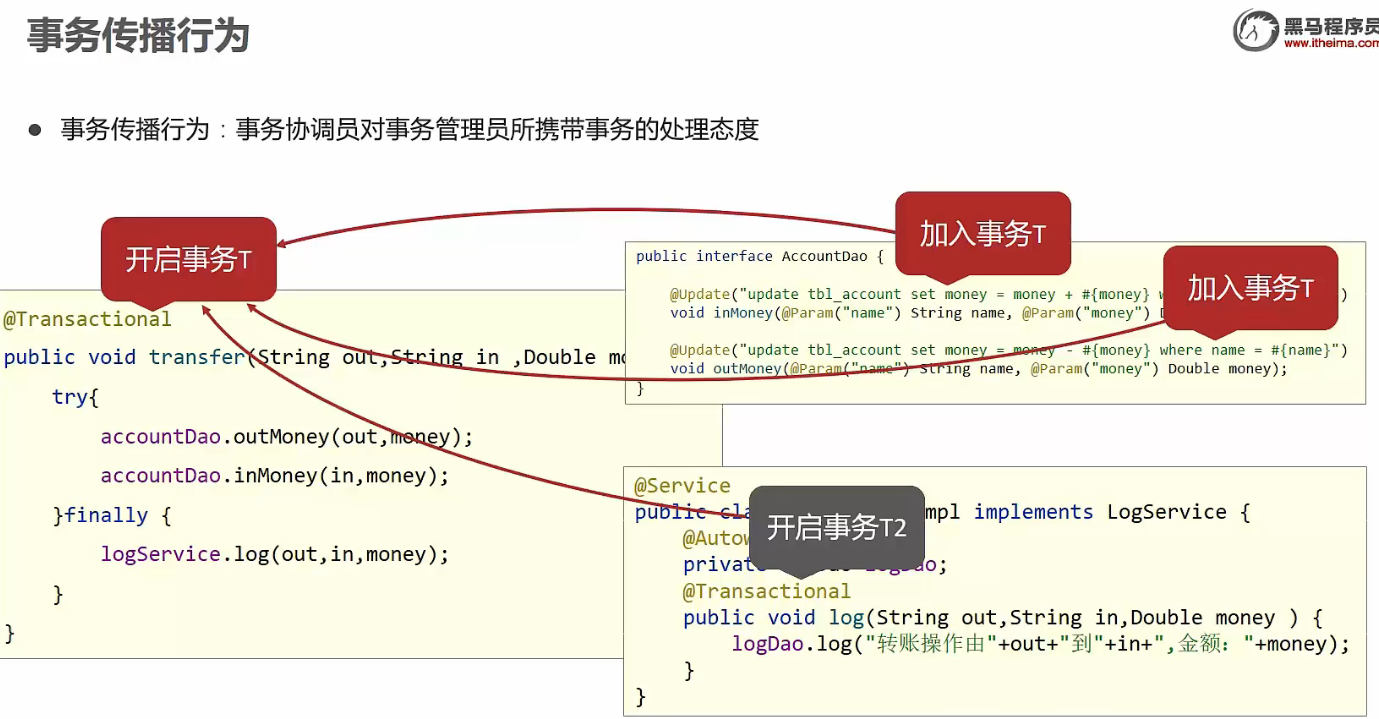 事务传播行为
黑马程序员
www.itheima.com
● 事务传播行为：事务协调员对事务管理员所携带事务的处理态度
开启事务T
@Transactional
public void transfer(String out,String in ,Double
try{
accountDao.outMoney(out,money);
accountDao.inMoney(in,money);
}finally {
logService.log(out,in,money);
}
}
加入事务T
加入事务T
public interface AccountDao {
@Update("update tbl_account set money = money + #{money}
)
void inMoney(@Param("name") String name, @Param("money")
@Update("update tbl_account set money = money - #{money} where name = #{name}")
void outMoney(@Param("name") String name, @Param("money") Double money);
}
开启事务T2
@Service
public mpl implements LogService {
private logDao;
@Transactional
public void log(String out,String in,Double money ) {
logDao.log("转账操作由"+out+"到"+in+",金额："+money);
}
}